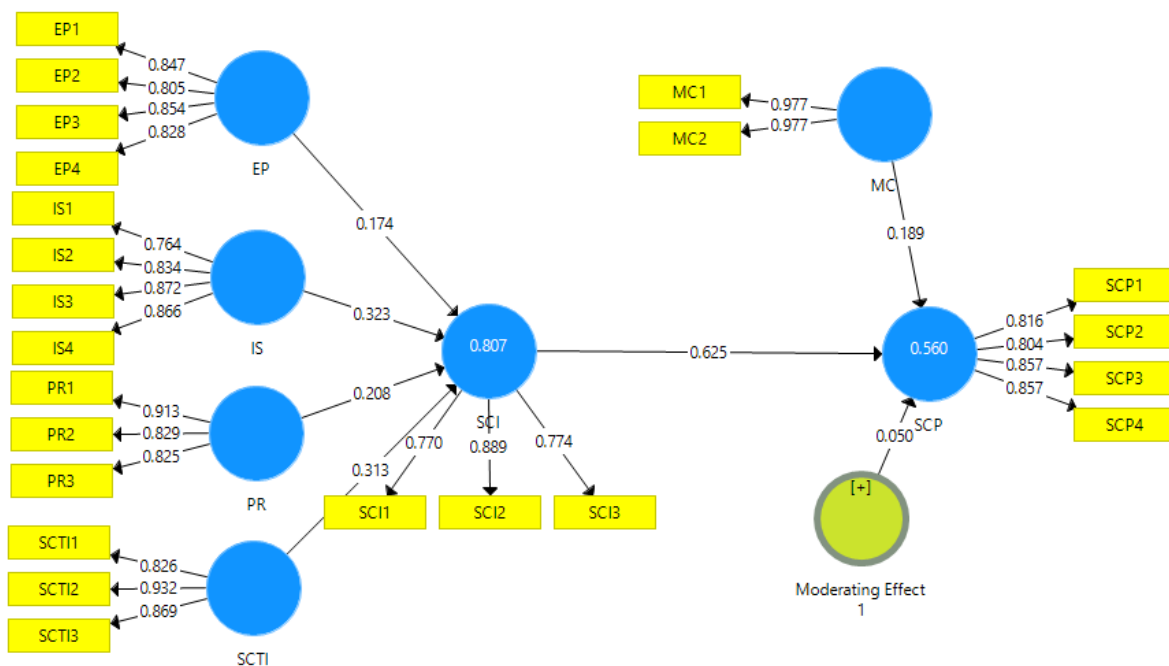 EP1
0.847
EP2
0.805
EP3
0.854
EP4
0.828
EP
0.174
IS1
0.764
IS2
0.834
IS3
0.872
IS4
0.866
IS
0.323
PR1
0.913
PR2
0.829
PR3
0.825
PR
0.208
SCTI1
0.826
SCTI2
0.932
SCTI3
0.869
SCTI
0.313
0.807
SCI
0.770
0.889
0.774
SCI1
SCI2
SCI3
0.625
MC1
0.977
MC2
0.977
MC
0.189
0.560
SCP
0.816
SCP1
0.804
SCP2
0.857
SCP3
0.857
SCP4
0.050
[+]
Moderating Effect
1